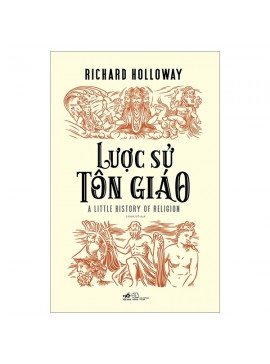 RICHARD HOLLOWAY
LƯỢC SỬ
TÔN GIÁO
A LITTLE HISTORY OF RELIGION